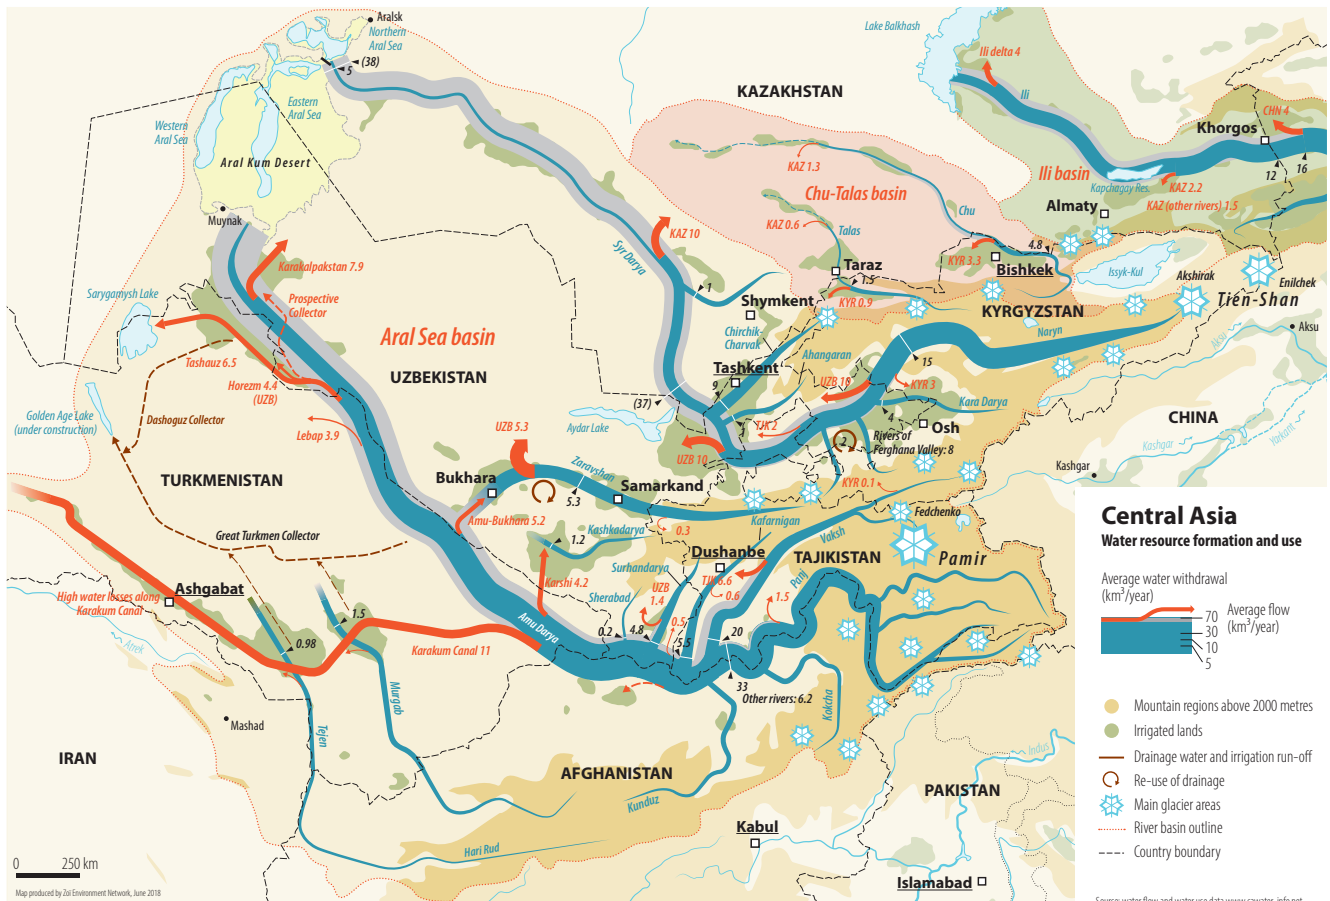 Aralsk
Northern
Aral Sea
(38)
5
Eastern
Aral Sea
Western
Aral Sea
Aral Kum Desert
Muynak
Lake Balkhash
Ili delta 4
Ili
KAZAKHSTAN
CHN 4
Khorgos
12
16
Ili basin
Kapchagay Res.
KAZ 2.2
KAZ (other rivers) 1.5
Almaty
KAZ 1.3
Chu-Talas basin
Chu
KAZ 0.6
Talas
4.8
KYR 3.3
Bishkek
Issyk-Kul
Akshirak
Enilchek
Tien-Shan
Taraz
1.5
KYR 0.9
KYRGYZSTAN
Naryn
Aksu
Aksu
KAZ 10
Syr Darya
1
Shymkent
Chirchik-
Charvak
Tashkent
9
Ahangaran
15
UZB 10
KYR 3
Kara Darya
4
Osh
CHINA
Kashgar
Yarkant
Kashgar
(37)
1
TJK 2
2
Rivers of
Ferghana Valley: 8
UZB 10
Aydar Lake
KYR 0.1
Karakalpakstan 7.9
Prospective
Collector
Sarygamysh Lake
Aral Sea basin
UZBEKISTAN
Tashauz 6.5
Horezm 4.4
(UZB)
Golden Age Lake
(under construction)
Dashoguz Collector
Lebap 3.9
UZB 5.3
TURKMENISTAN
Bukhara
Zaravshan
Samarkand
5.3
Amu-Bukhara 5.2
Kashkadarya
1.2
0.3
Kafarnigan
Vaksh
Fedchenko
Great Turkmen Collector
Dushanbe
TAJIKISTAN
Pamir
Surhandarya
Karshi 4.2
UZB
1.4
TJK 6.6
0.6
Panj
1.5
Sherabad
0.5
Ashgabat
High water losses along
Karakum Canal
1.5
0.98
Amu Darya
0.2
4.8
5.5
20
Karakum Canal 11
33
Other rivers: 6.2
Atrek
Murgab
Kokcha
Mashad
Tejen
IRAN
AFGHANISTAN
Kunduz
Hari Rud
Kabul
PAKISTAN
Indus
Islamabad
0
250 km
Map produced by Zoï Environment Network, June 2018
Central Asia
Water resource formation and use
Average water withdrawal
(km³/year)
70
30
10
5
Average flow
(km³/year)
Mountain regions above 2000 metres
Irrigated lands
Drainage water and irrigation run-off
Re-use of drainage
Main glacier areas
River basin outline
Country boundary